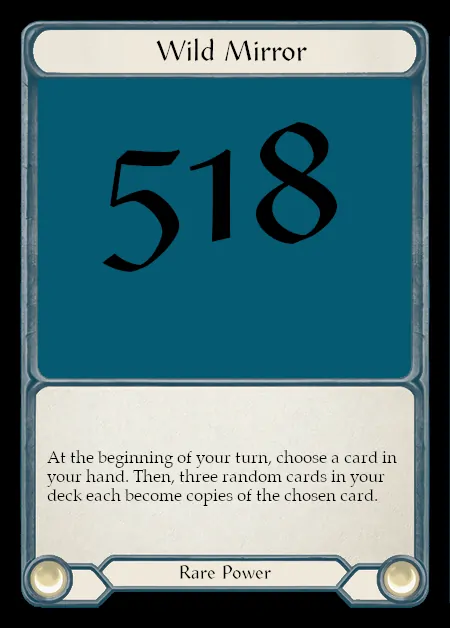 Wild Mirror
518
At the beginning of your turn, choose a card in
your hand. Then, three random cards in your
deck each become copies of the chosen card.
Rare Power